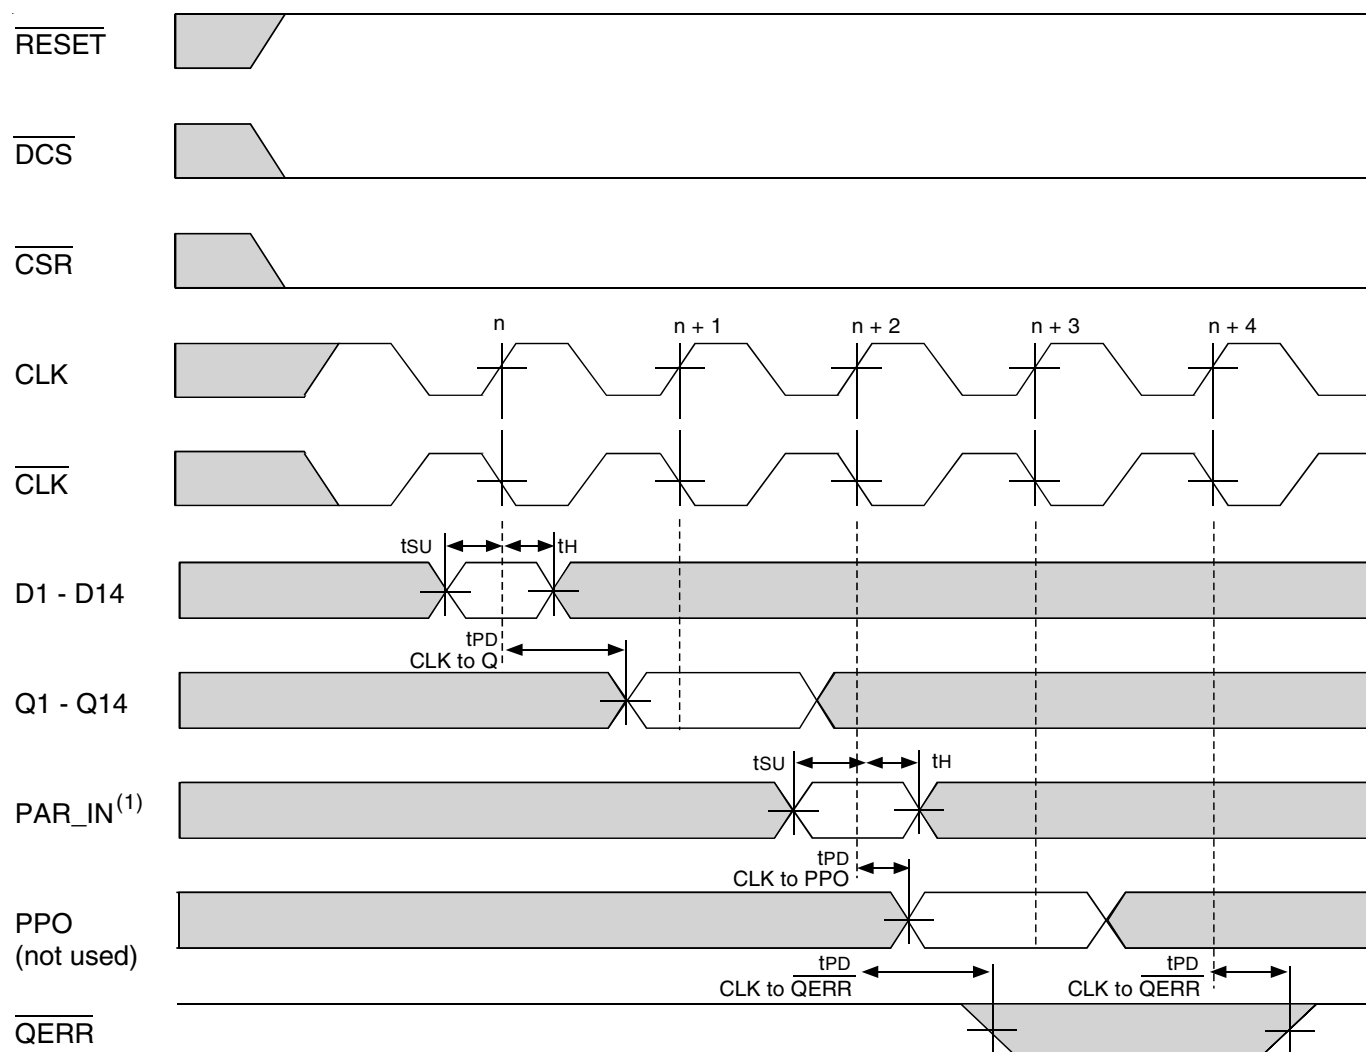 RESET
DCS
CSR
n n + 1 n + 2 n + 3 n + 4
CLK
CLK
tSU tH
D1 - D14
tPD
CLK to Q
Q1 - Q14
tSU tH
PAR_IN(1)
tPD
CLK to PPO
PPO
(not used)
tPD tPD
CLK to QERR CLK to QERR
QERR